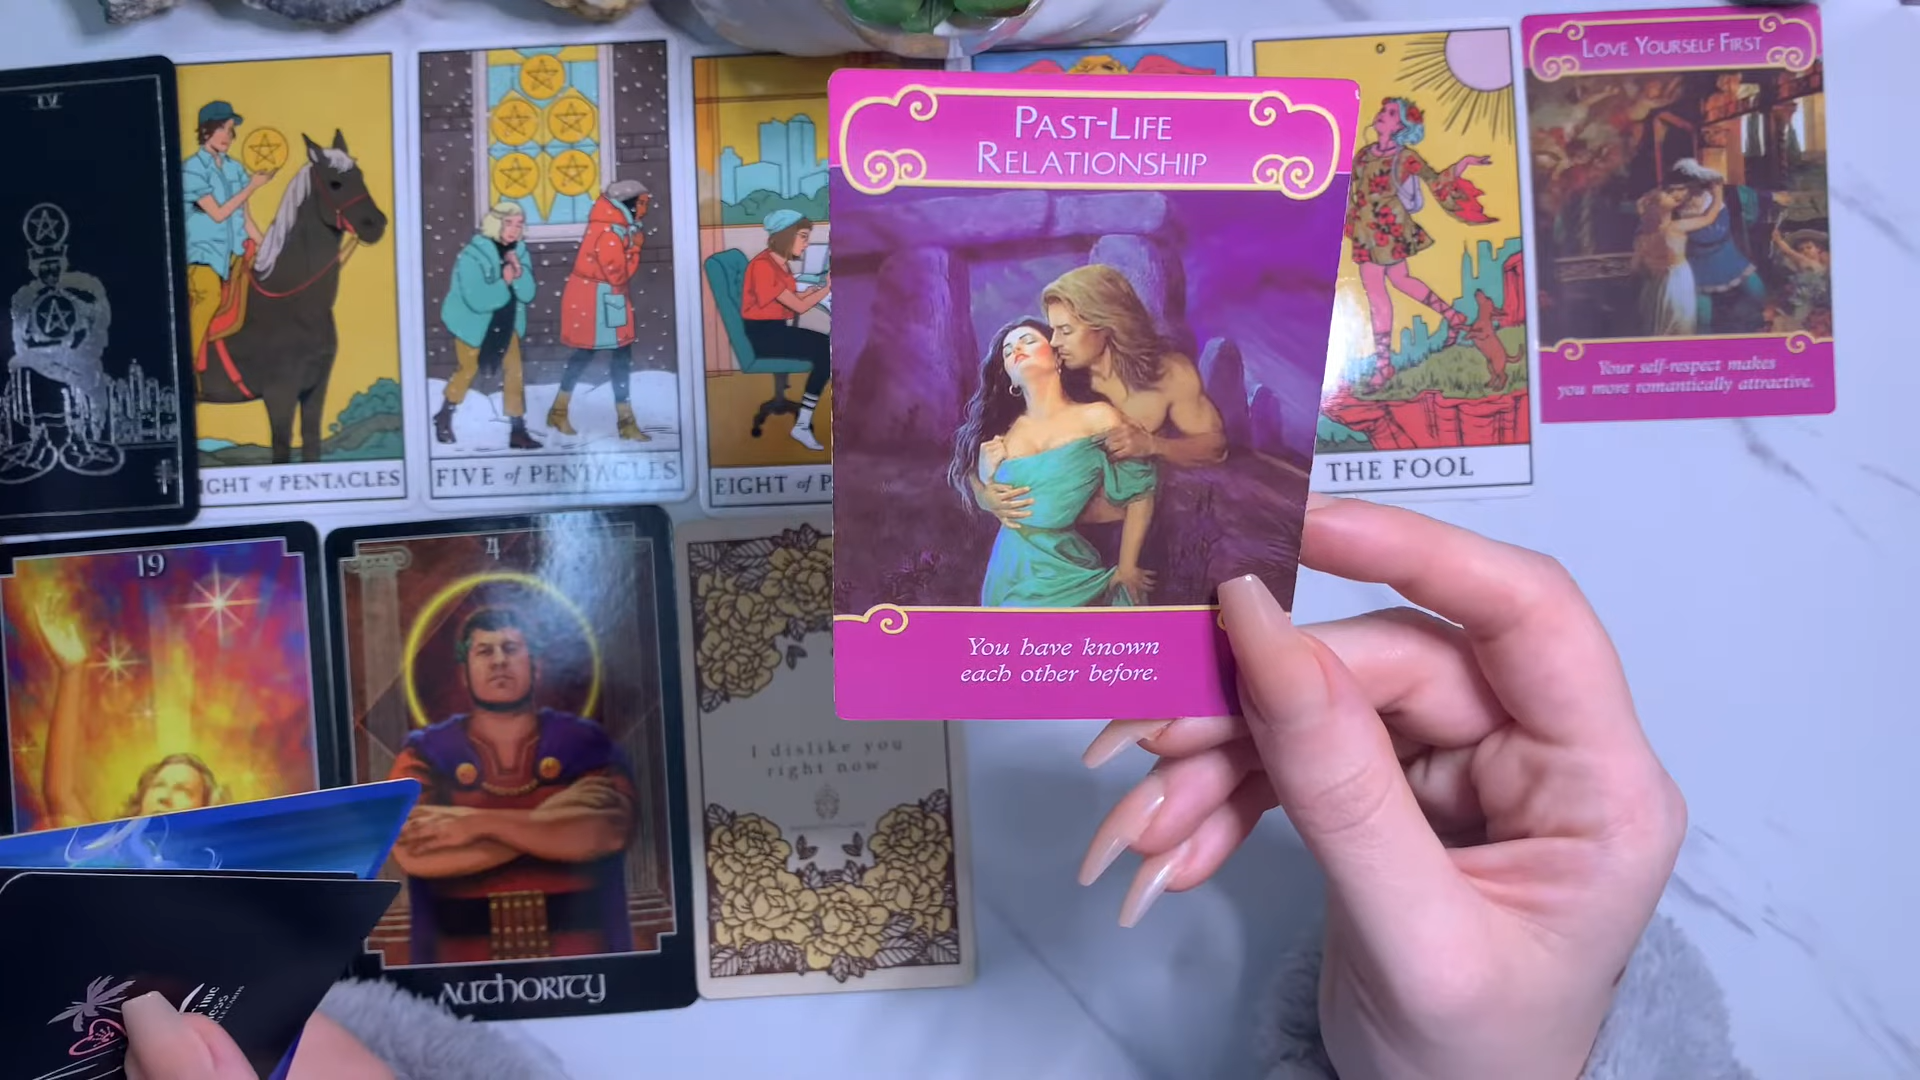 IV
IGHT of PENTACLES
FIVE of PENTACLES
EIGHT of P
PAST-LIFE
RELATIONSHIP
You have known
each other before.
THE FOOL
LOVE YOURSELF FIRST
Your self-respect makes
you more romantically attractive.
19
4
AUTHORITY
I dislike you
right now.